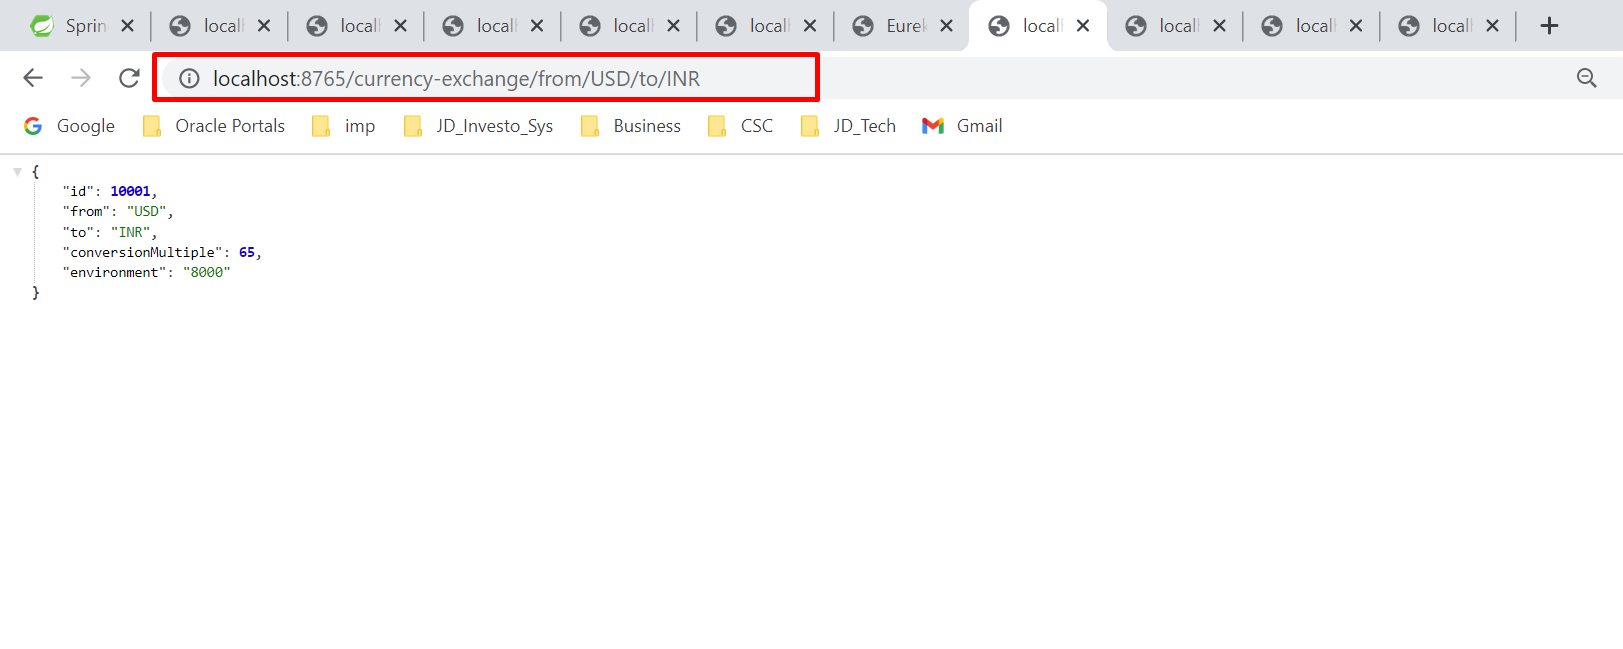 Sprin locall locall locall locall locall Eurek locall locall locall locall
localhost:8765/currency-exchange/from/USD/to/INR
Google Oracle Portals imp JD_Investo_Sys Business CSC JD_Tech Gmail
{
"id": 10001,
"from": "USD",
"to": "INR",
"conversionMultiple": 65,
"environment": "8000"
}